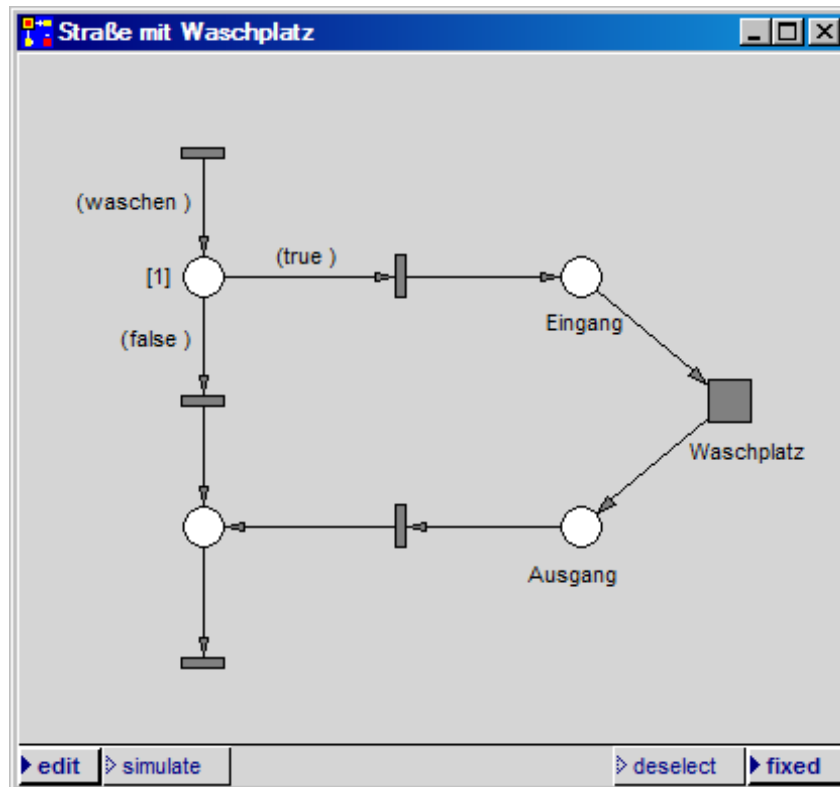 Straße mit Waschplatz
(waschen )
[1]
(true )
Eingang
(false )
Waschplatz
Ausgang
edit simulate deselect fixed